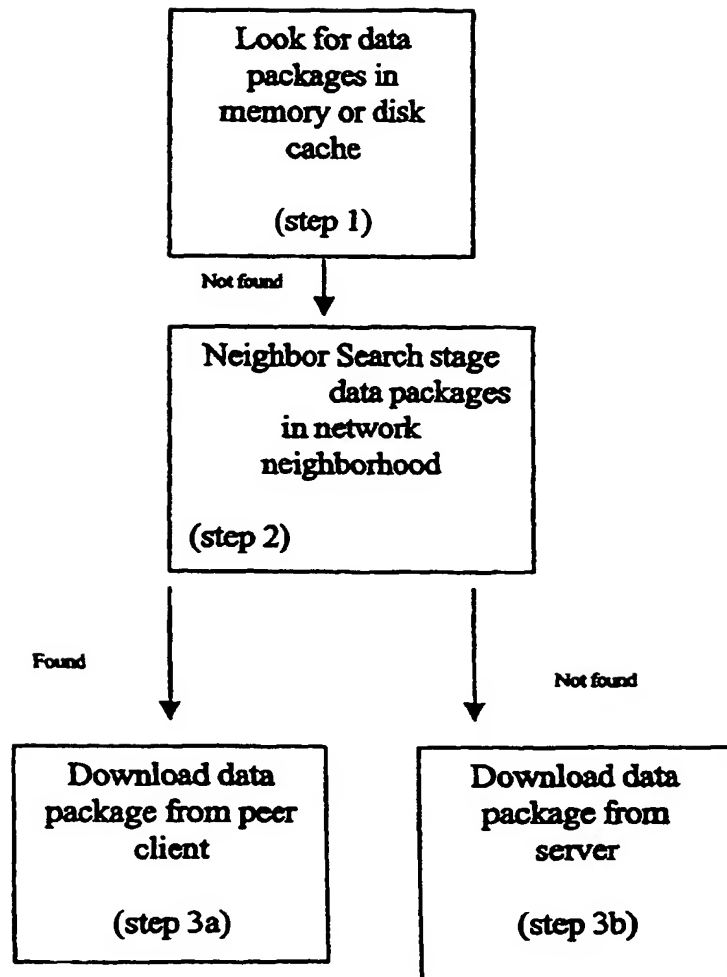 Look for data
packages in
memory or disk
cache
(step 1)
Not found
Neighbor Search stage
data packages
in network
neighborhood
(step 2)
Found
Not found
Download data
package from peer
client
(step 3a)
Download data
package from
server
(step 3b)